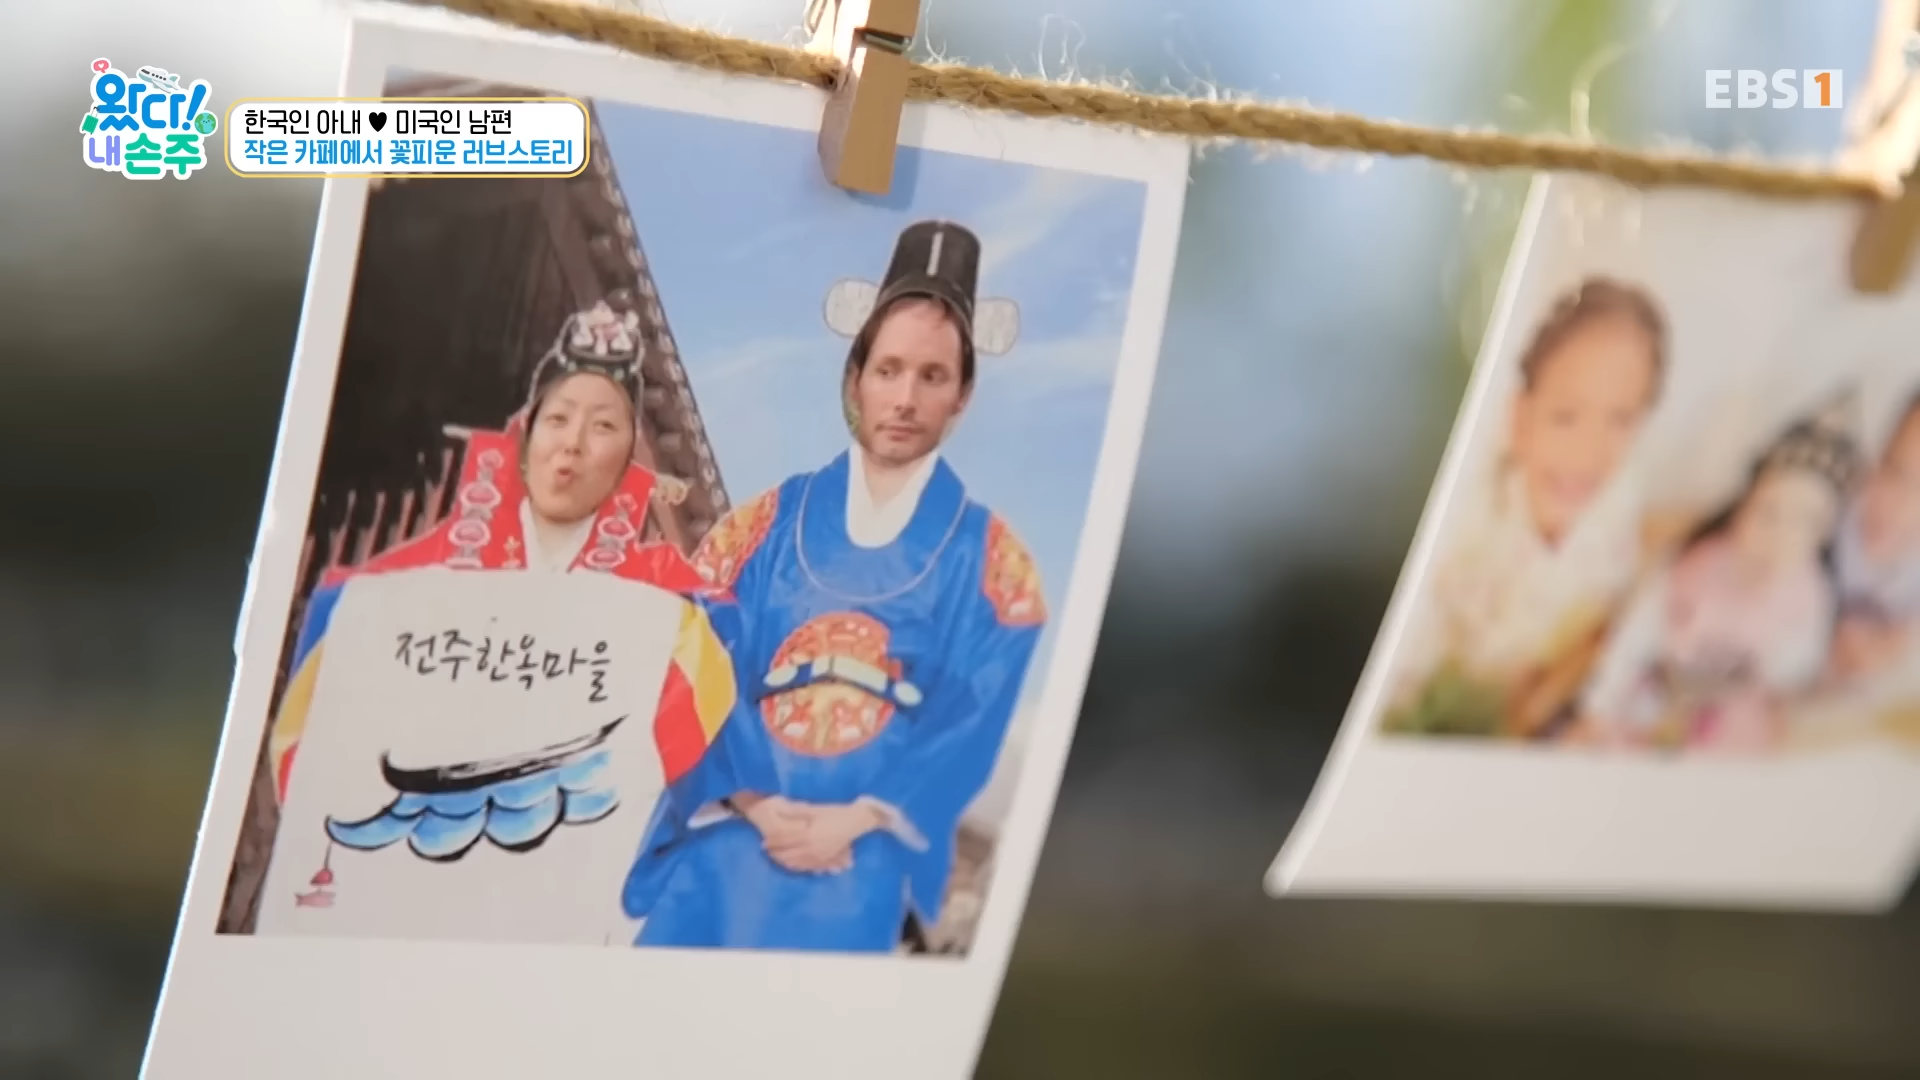 왔다!
내손주
한국인 아내 ♥ 미국인 남편
작은 카페에서 꽃피운 러브스토리
EBS1
전주한옥마을